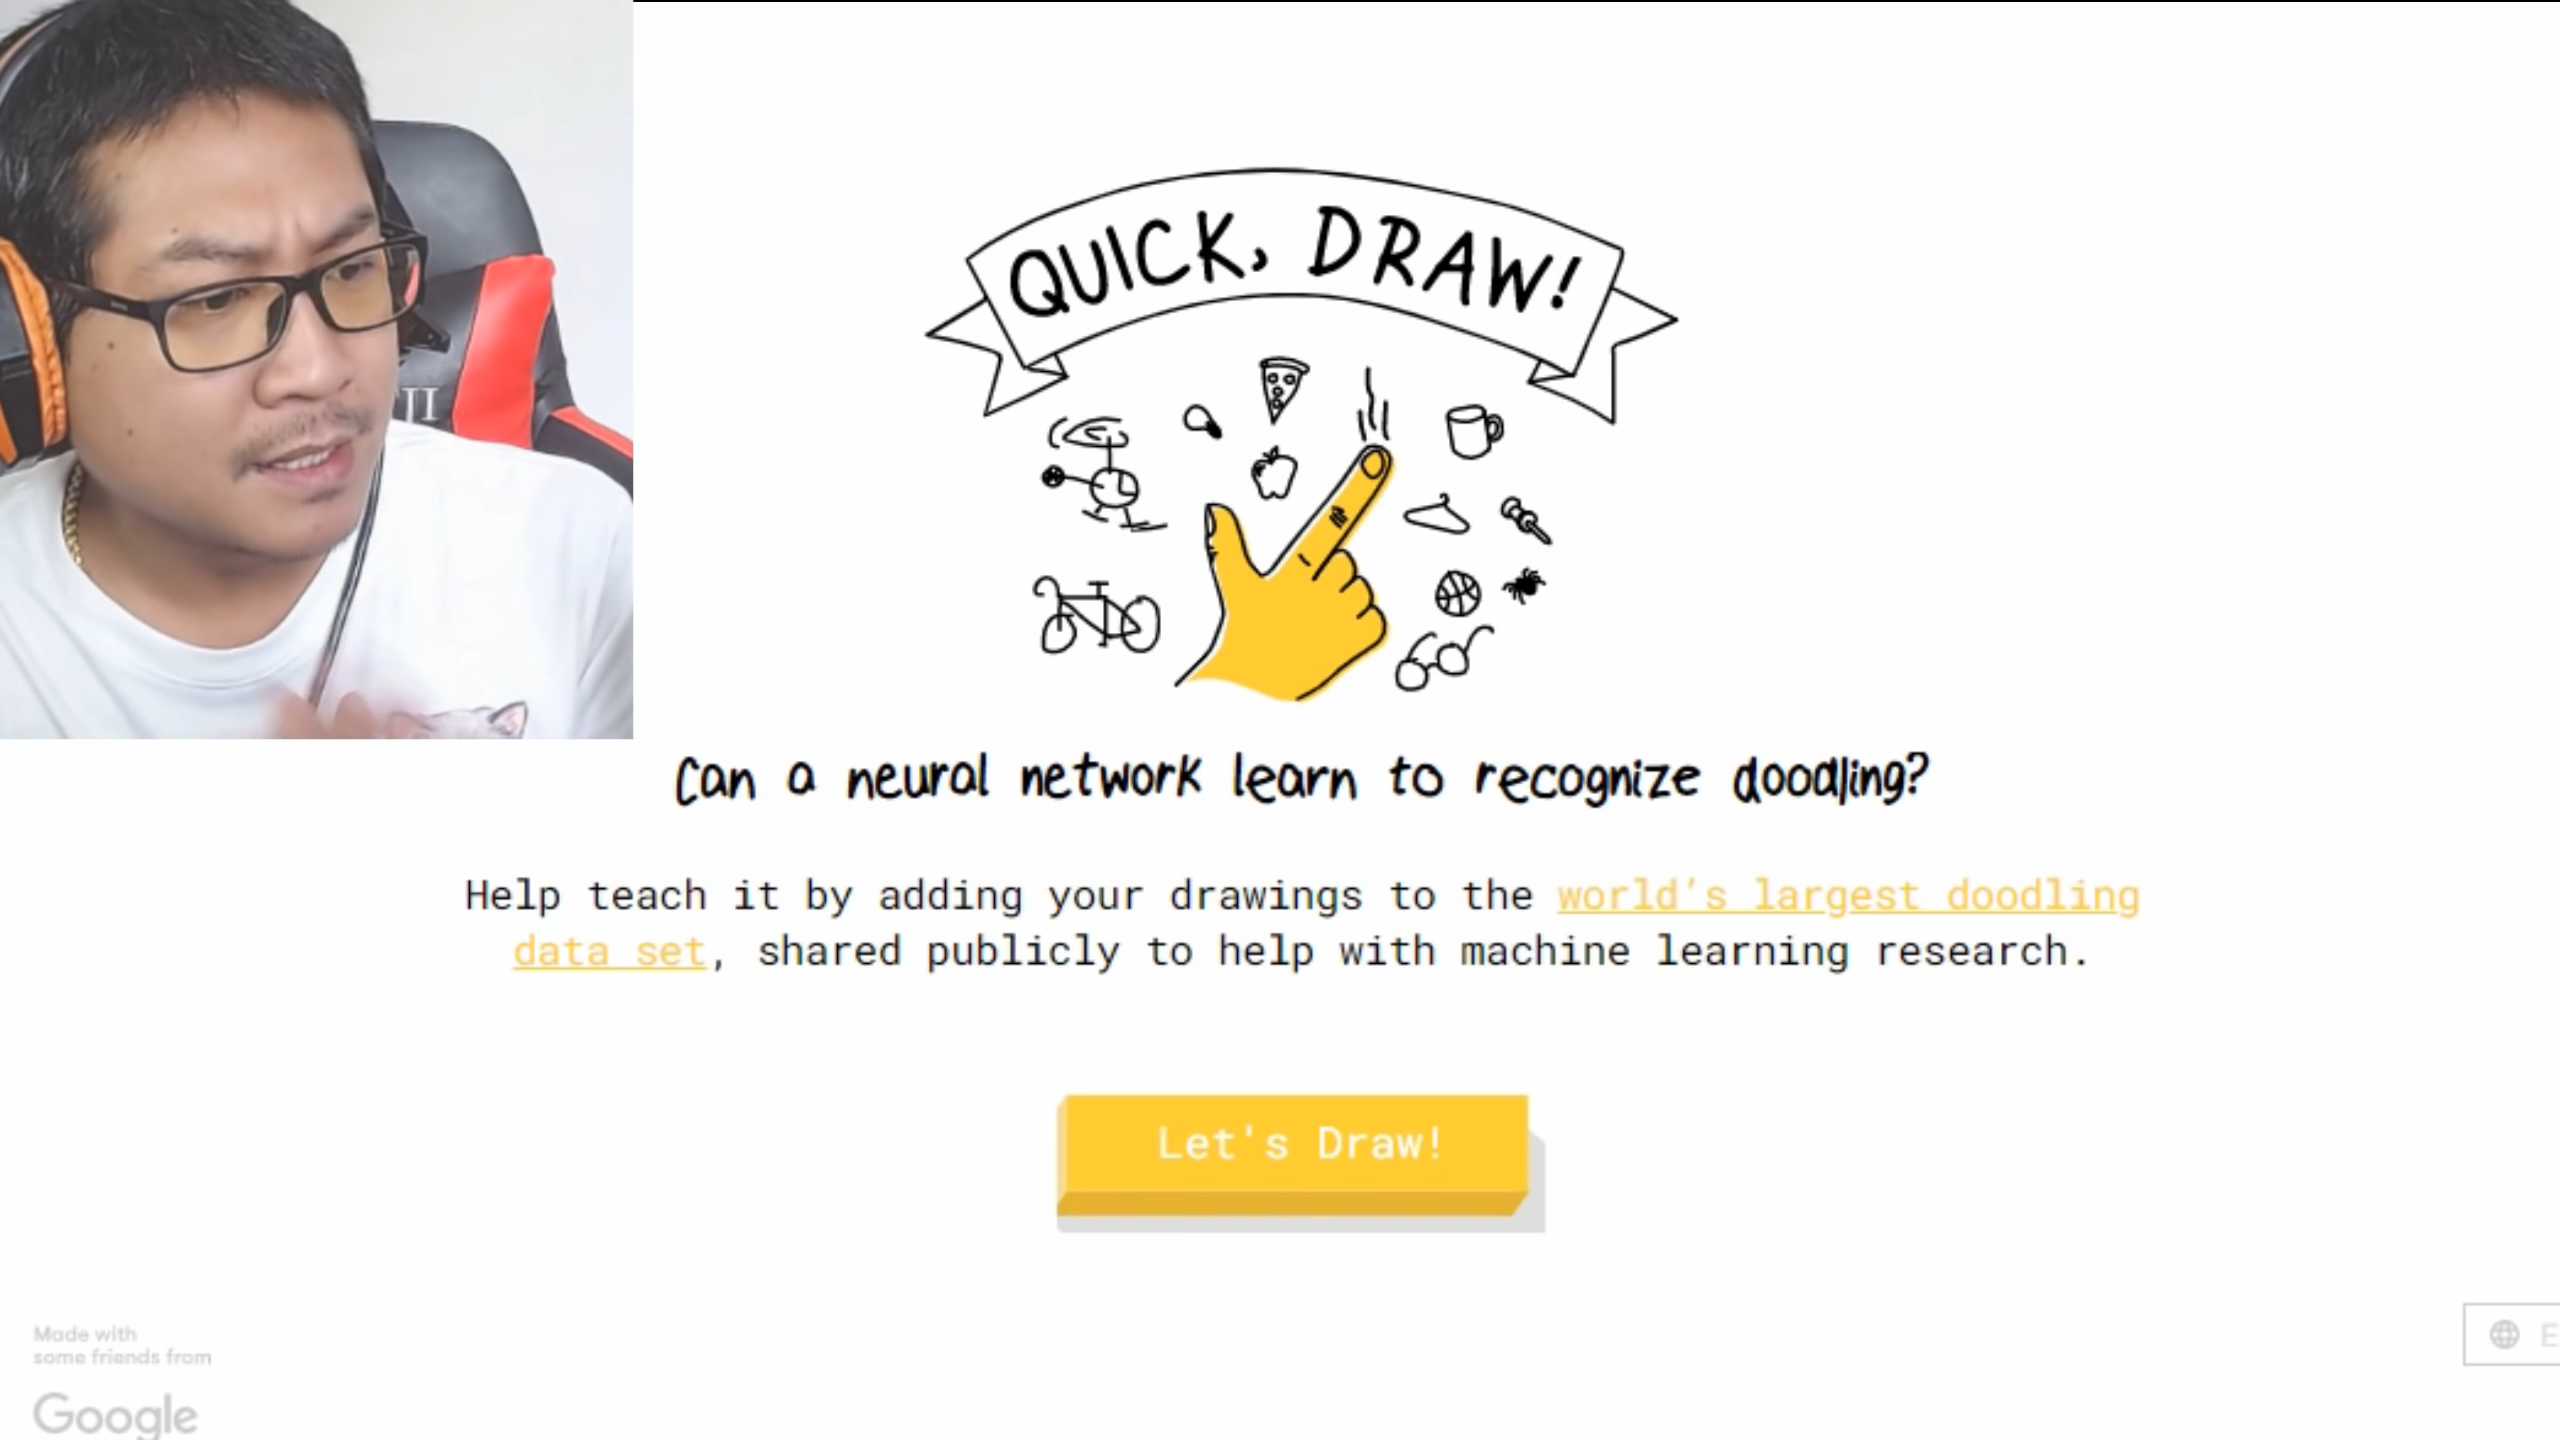 QUICK, DRAW!
II
Can a neural network learn to recognize doodling?
Help teach it by adding your drawings to the world's largest doodling
data set, shared publicly to help with machine learning research.
Let's Draw!
Made with
some friends from
Google